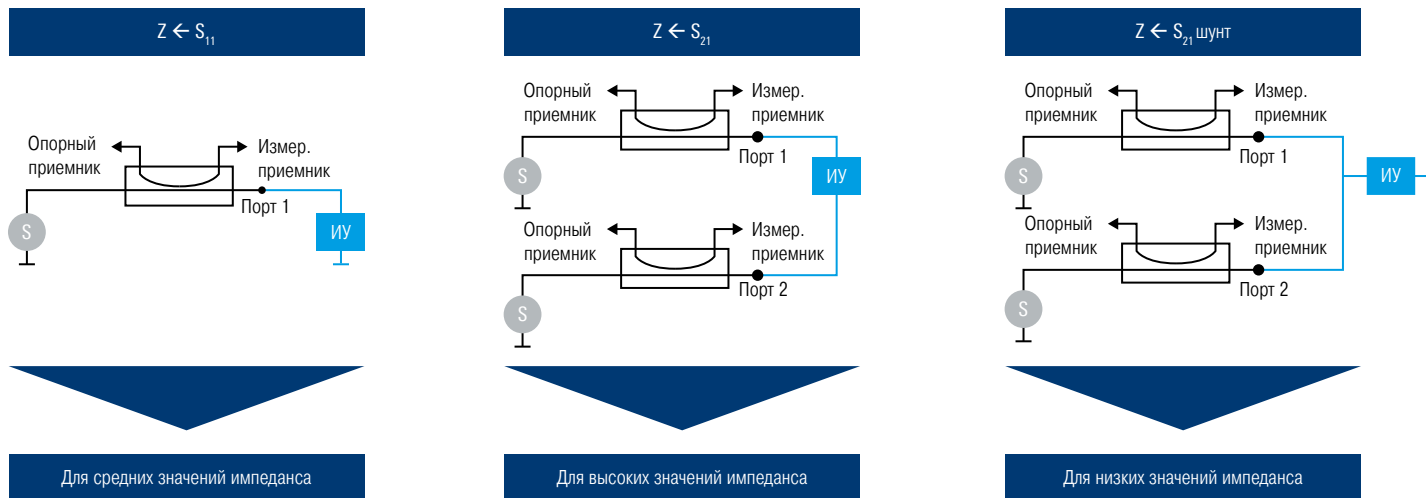 Z ← S11
Опорный
приемник
Измер.
приемник
Порт 1
S
ИУ
Для средних значений импеданса
Z ← S21
Опорный
приемник
Измер.
приемник
Порт 1
S
ИУ
Опорный
приемник
Измер.
приемник
Порт 2
S
Для высоких значений импеданса
Z ← S21 шунт
Опорный
приемник
Измер.
приемник
Порт 1
S
ИУ
Опорный
приемник
Измер.
приемник
Порт 2
S
Для низких значений импеданса